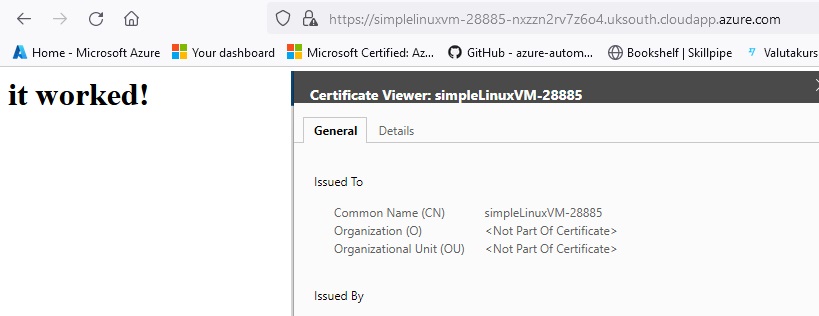 https://simplelinuxvm-28885-nxzzn2rv7z6o4.uksouth.cloudapp.azure.com
Home - Microsoft Azure Your dashboard Microsoft Certified: Az... GitHub - azure-autom... Bookshelf | Skillpipe Valutakurs
it worked!
Certificate Viewer: simpleLinuxVM-28885
General Details
Issued To
Common Name (CN) simpleLinuxVM-28885
Organization (O) <Not Part Of Certificate>
Organizational Unit (OU) <Not Part Of Certificate>
Issued By